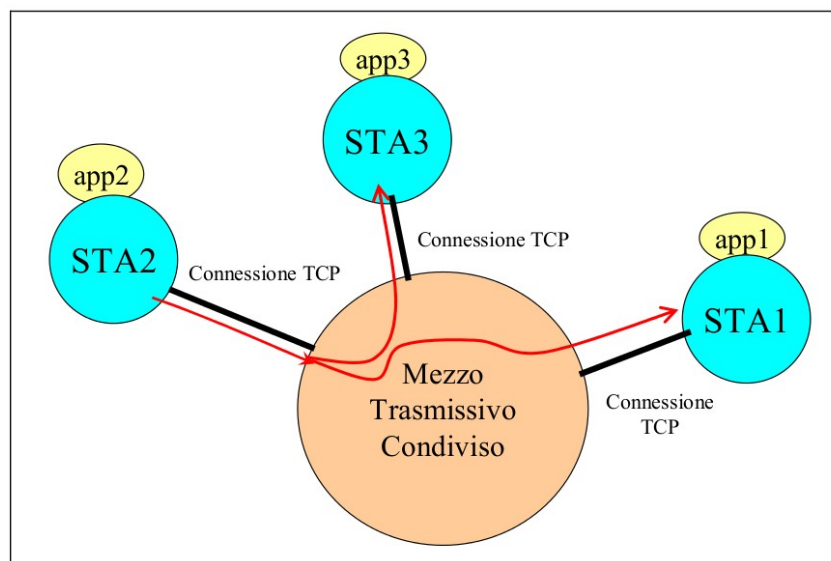 app3
STA3
app2
STA2
Connessione TCP
Connessione TCP
app1
STA1
Connessione
TCP
Mezzo
Trasmissivo
Condiviso